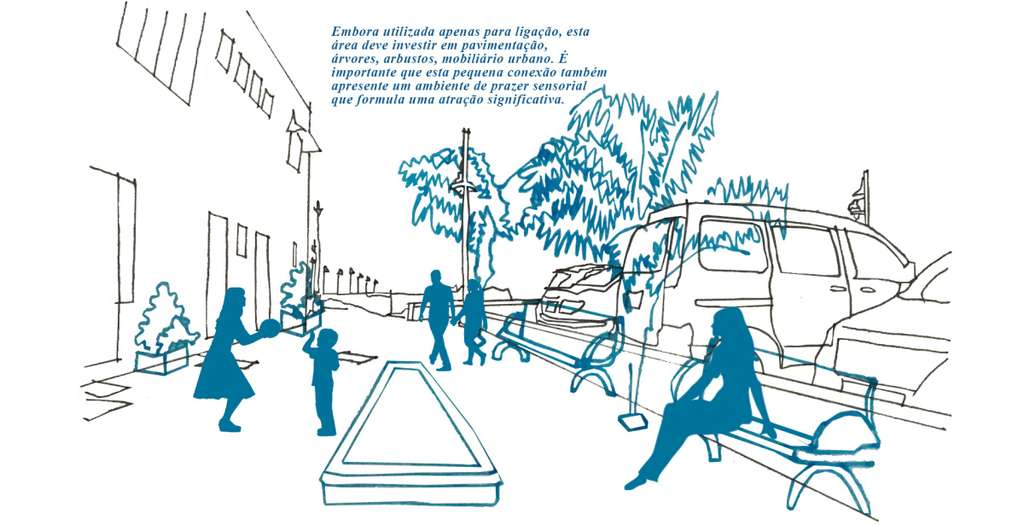 Embora utilizada apenas para ligação, esta
área deve investir em pavimentação,
árvores, arbustos, mobiliário urbano. É
importante que esta pequena conexão também
apresente um ambiente de prazer sensorial
que formula uma atração significativa.